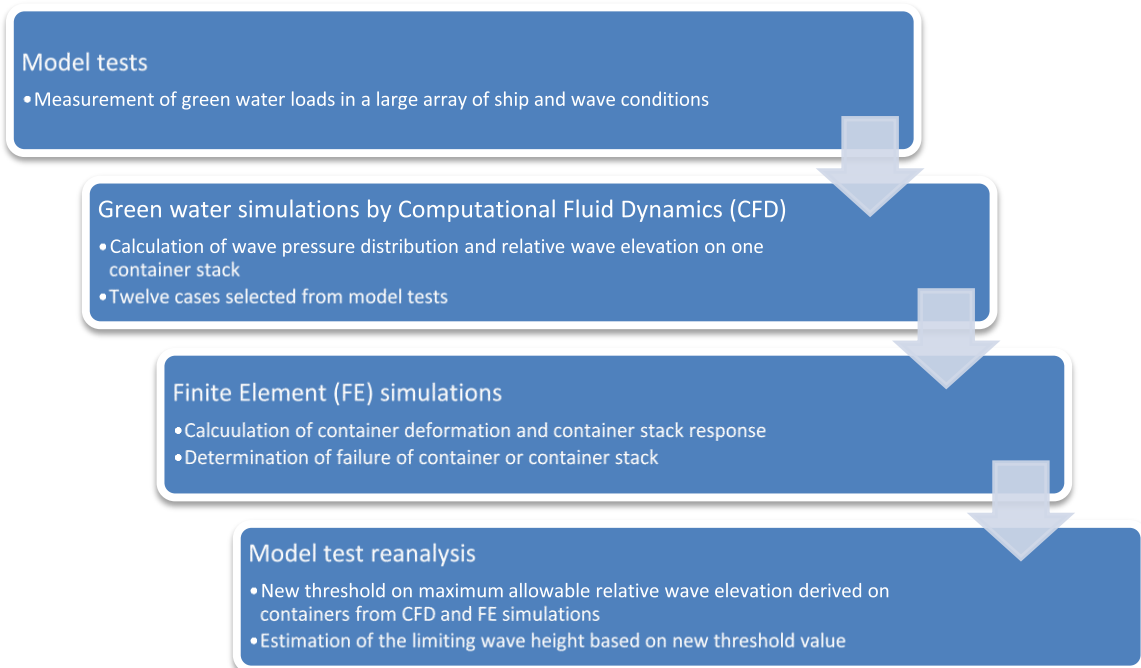 Model tests
•Measurement of green water loads in a large array of ship and wave conditions
Green water simulations by Computational Fluid Dynamics (CFD)
•Calculation of wave pressure distribution and relative wave elevation on one
container stack
•Twelve cases selected from model tests
Finite Element (FE) simulations
•Calcuulation of container deformation and container stack response
•Determination of failure of container or container stack
Model test reanalysis
•New threshold on maximum allowable relative wave elevation derived on
containers from CFD and FE simulations
•Estimation of the limiting wave height based on new threshold value